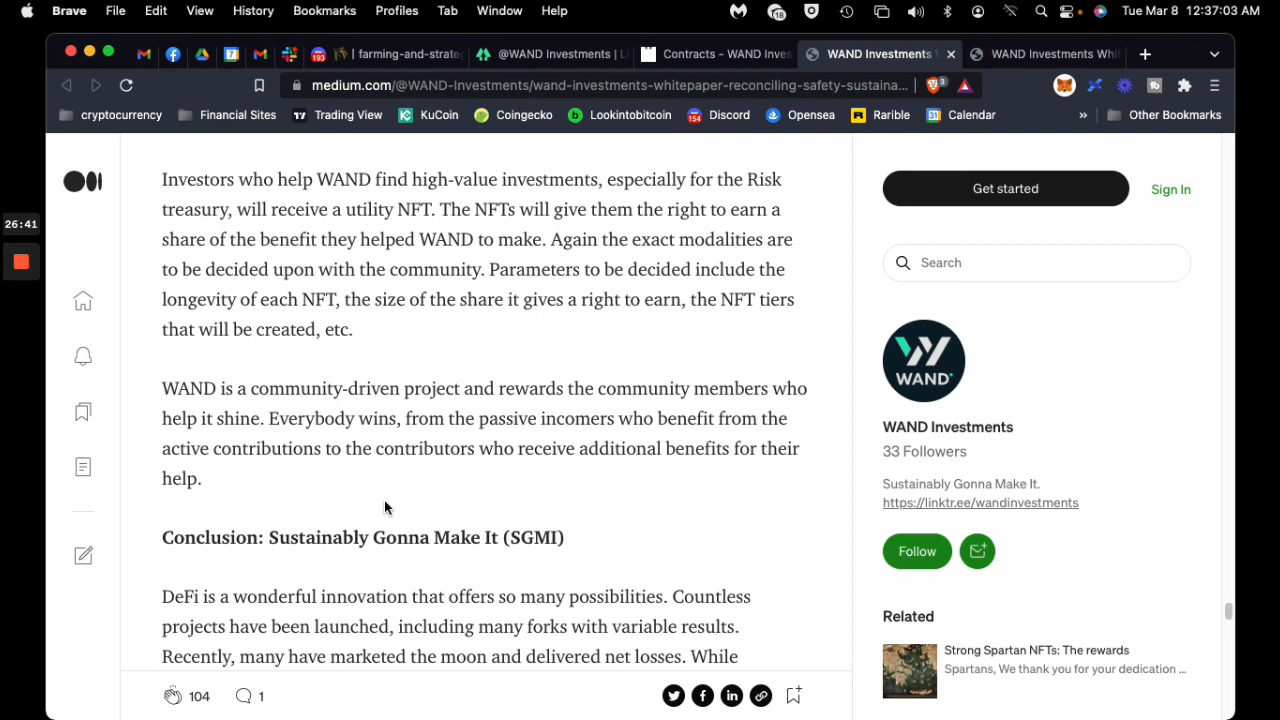 Brave File Edit View History Bookmarks Profiles Tab Window Help
18
Tue Mar 8 12:37:03 AM
193 | farming-and-strate
@WAND Investments | L
Contracts – WAND Inves
WAND Investments
WAND Investments Whi
medium.com/@WAND-Investments/wand-investments-whitepaper-reconciling-safety-sustaina...
3
cryptocurrency Financial Sites Trading View KuCoin Coingecko Lookintobitcoin 154 Discord Opensea Rarible 31 Calendar » Other Bookmarks
26:41
Investors who help WAND find high-value investments, especially for the Risk
treasury, will receive a utility NFT. The NFTs will give them the right to earn a
share of the benefit they helped WAND to make. Again the exact modalities are
to be decided upon with the community. Parameters to be decided include the
longevity of each NFT, the size of the share it gives a right to earn, the NFT tiers
that will be created, etc.
WAND is a community-driven project and rewards the community members who
help it shine. Everybody wins, from the passive incomers who benefit from the
active contributions to the contributors who receive additional benefits for their
help.
Conclusion: Sustainably Gonna Make It (SGMI)
DeFi is a wonderful innovation that offers so many possibilities. Countless
projects have been launched, including many forks with variable results.
Recently, many have marketed the moon and delivered net losses. While
104 1
Get started Sign In
Search
WAND
WAND Investments
33 Followers
Sustainably Gonna Make It.
https://linktr.ee/wandinvestments
Follow
Related
Strong Spartan NFTs: The rewards
Spartans, We thank you for your dedication ...